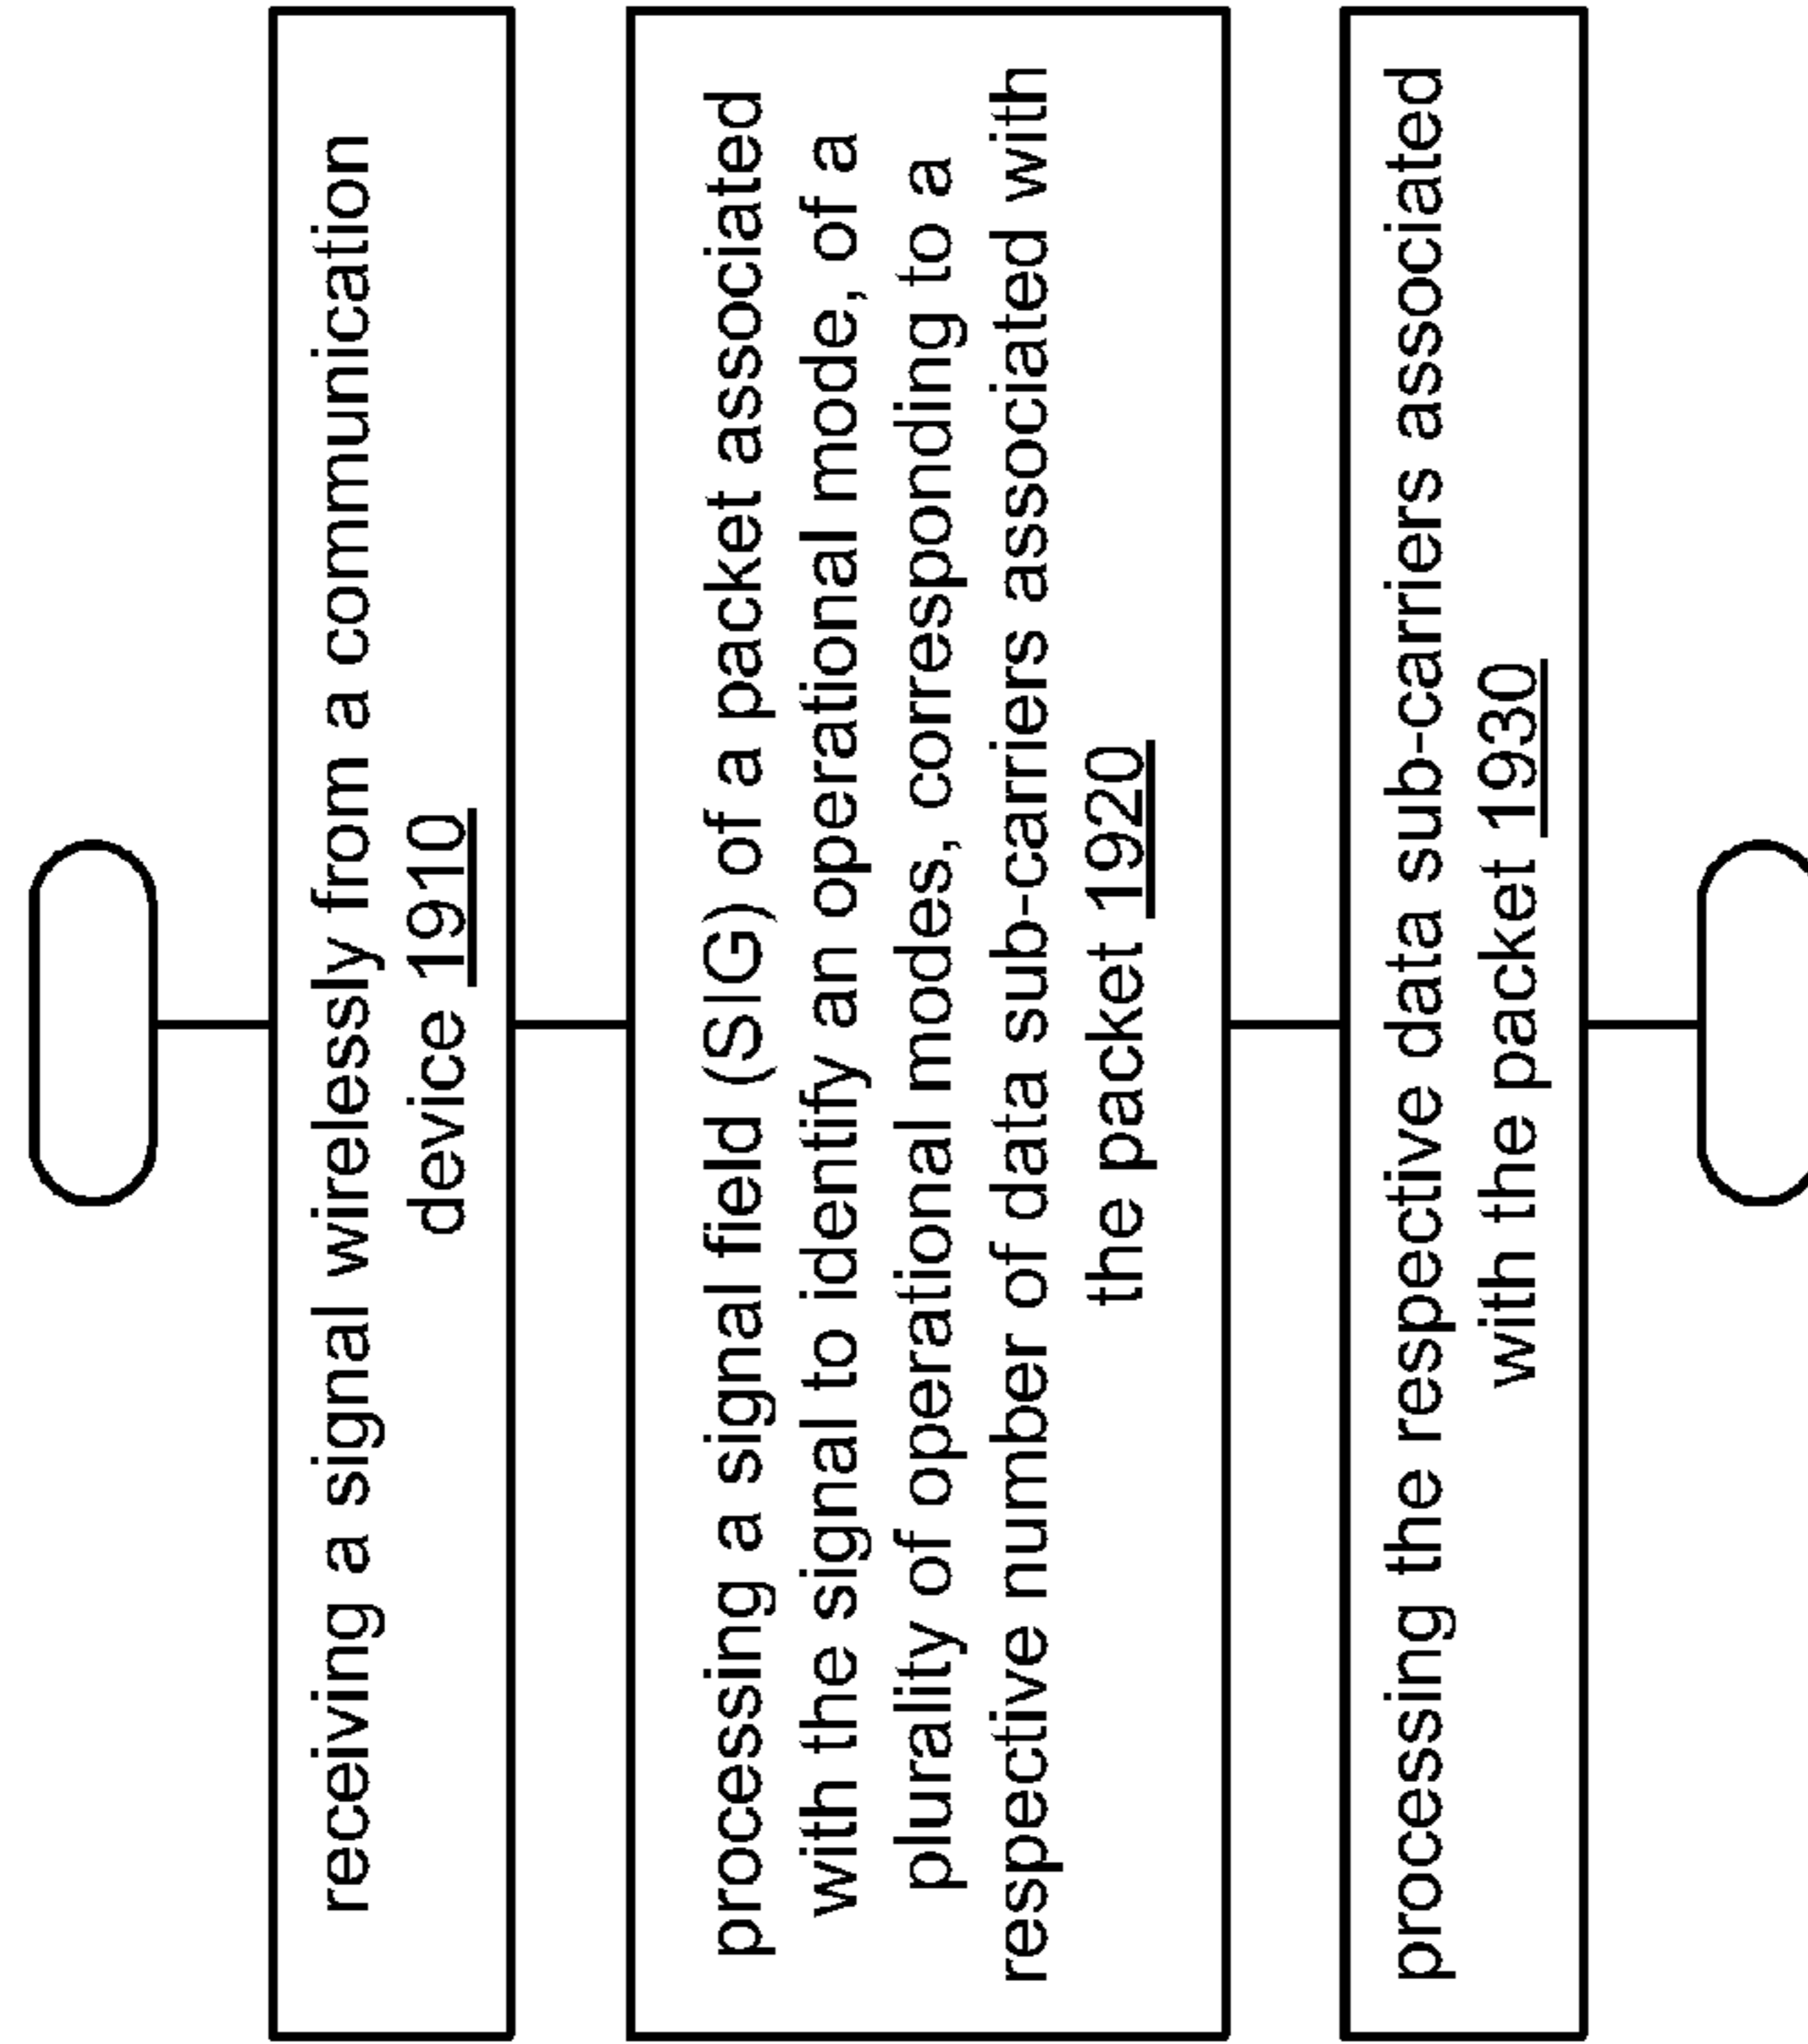 receiving a signal wirelessly from a communication
device 1910
processing a signal field (SIG) of a packet associated
with the signal to identify an operational mode, of a
plurality of operational modes, corresponding to a
respective number of data sub-carriers associated with
the packet 1920
processing the respective data sub-carriers associated
with the packet 1930